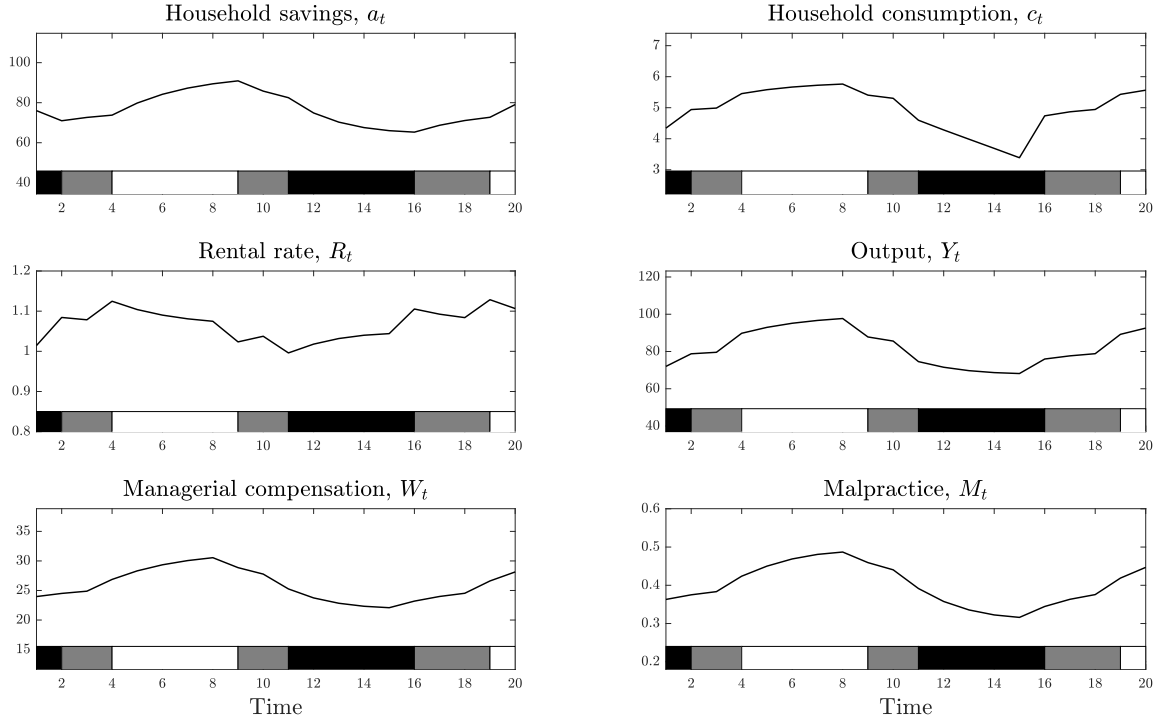 Household savings, a_t
100
80
60
40
2 4 6 8 10 12 14 16 18 20
Household consumption, c_t
7
6
5
4
3
2 4 6 8 10 12 14 16 18 20
Rental rate, R_t
1.2
1.1
1
0.9
0.8
2 4 6 8 10 12 14 16 18 20
Output, Y_t
120
100
80
60
40
2 4 6 8 10 12 14 16 18 20
Managerial compensation, W_t
35
30
25
20
15
2 4 6 8 10 12 14 16 18 20
Time
Malpractice, M_t
0.6
0.5
0.4
0.3
0.2
2 4 6 8 10 12 14 16 18 20
Time